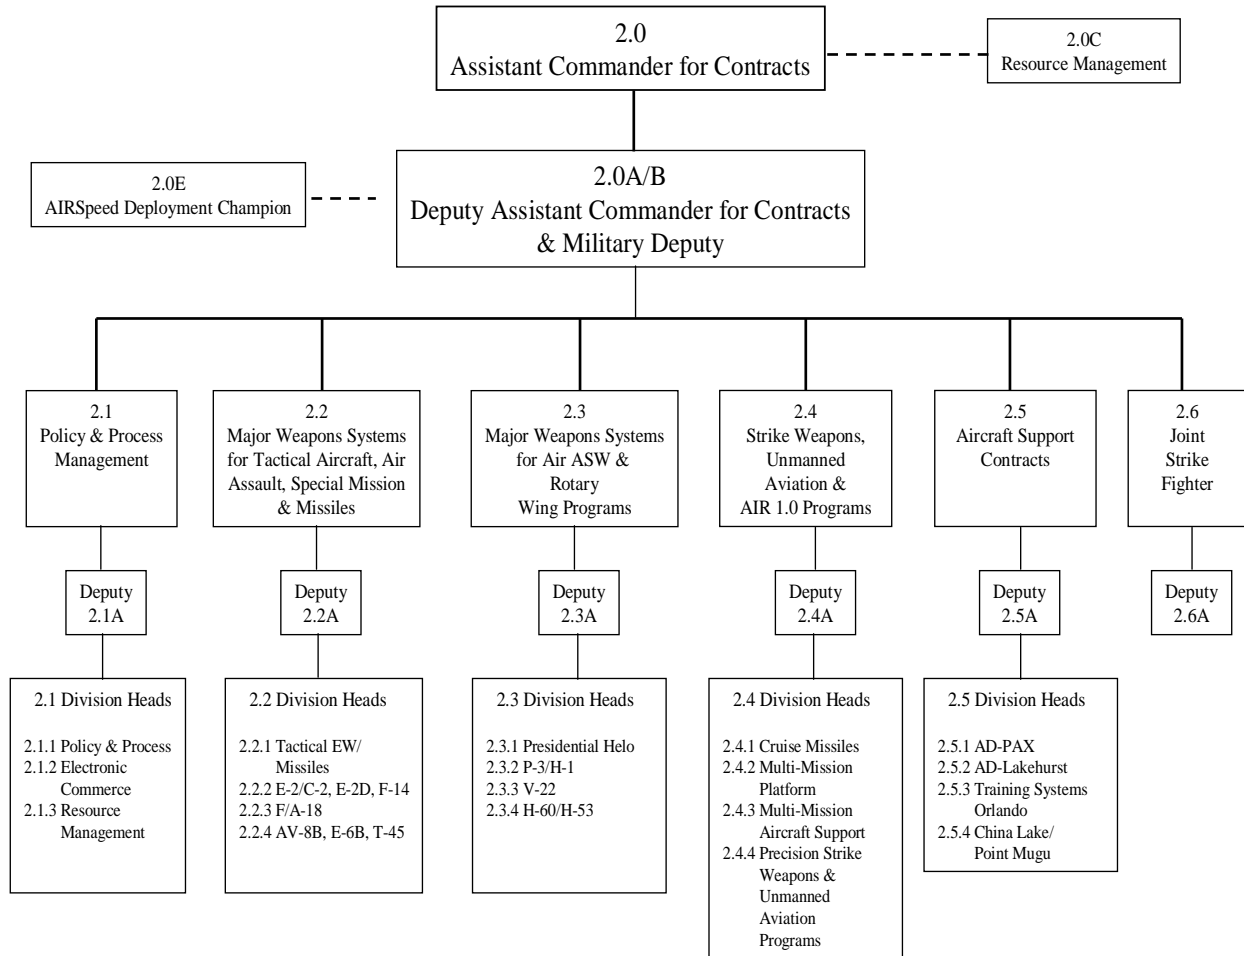 2.0
Assistant Commander for Contracts
2.0C
Resource Management
2.0E
AIRSpeed Deployment Champion
2.0A/B
Deputy Assistant Commander for Contracts
& Military Deputy
2.1
Policy & Process
Management
2.2
Major Weapons Systems
for Tactical Aircraft, Air
Assault, Special Mission
& Missiles
2.3
Major Weapons Systems
for Air ASW &
Rotary
Wing Programs
2.4
Strike Weapons,
Unmanned
Aviation &
AIR 1.0 Programs
2.5
Aircraft Support
Contracts
2.6
Joint
Strike
Fighter
Deputy
2.1A
Deputy
2.2A
Deputy
2.3A
Deputy
2.4A
Deputy
2.5A
Deputy
2.6A
2.1 Division Heads
2.1.1 Policy & Process
2.1.2 Electronic
Commerce
2.1.3 Resource
Management
2.2 Division Heads
2.2.1 Tactical EW/
Missiles
2.2.2 E-2/C-2, E-2D, F-14
2.2.3 F/A-18
2.2.4 AV-8B, E-6B, T-45
2.3 Division Heads
2.3.1 Presidential Helo
2.3.2 P-3/H-1
2.3.3 V-22
2.3.4 H-60/H-53
2.4 Division Heads
2.4.1 Cruise Missiles
2.4.2 Multi-Mission
Platform
2.4.3 Multi-Mission
Aircraft Support
2.4.4 Precision Strike
Weapons &
Unmanned
Aviation
Programs
2.5 Division Heads
2.5.1 AD-PAX
2.5.2 AD-Lakehurst
2.5.3 Training Systems
Orlando
2.5.4 China Lake/
Point Mugu